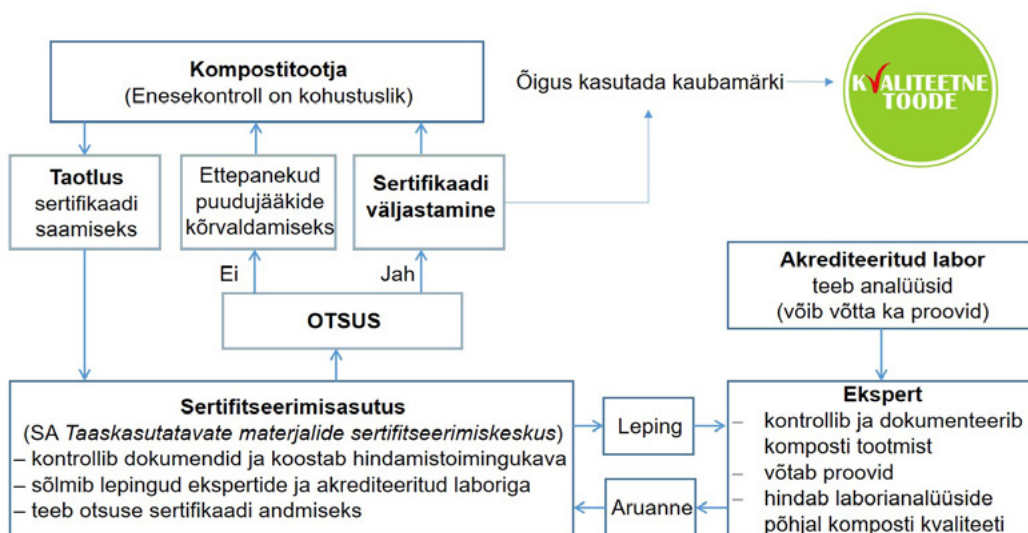 Kompostitootja
(Enesekontroll on kohustuslik)
Õigus kasutada kaubamärki
KVALITEETNE
TOODE
Taotlus
sertifikaadi
saamiseks
Ettepanekud
puudujääkide
kõrvaldamiseks
Sertifikaadi
väljastamine
Ei
Jah
OTSUS
Akrediteeritud labor
teeb analüüsid
(võib võtta ka proovid)
Sertifitseerimisasutus
(SA Taaskasutatavate materjalide sertifitseerimiskeskus)
– kontrollib dokumendid ja koostab hindamistoimingukava
– sõlmib lepingud ekspertide ja akrediteeritud laboriga
– teeb otsuse sertifikaadi andmiseks
Leping
Aruanne
Ekspert
– kontrollib ja dokumenteerib
komposti tootmist
– võtab proovid
– hindab laborianalüüside
põhjal komposti kvaliteeti